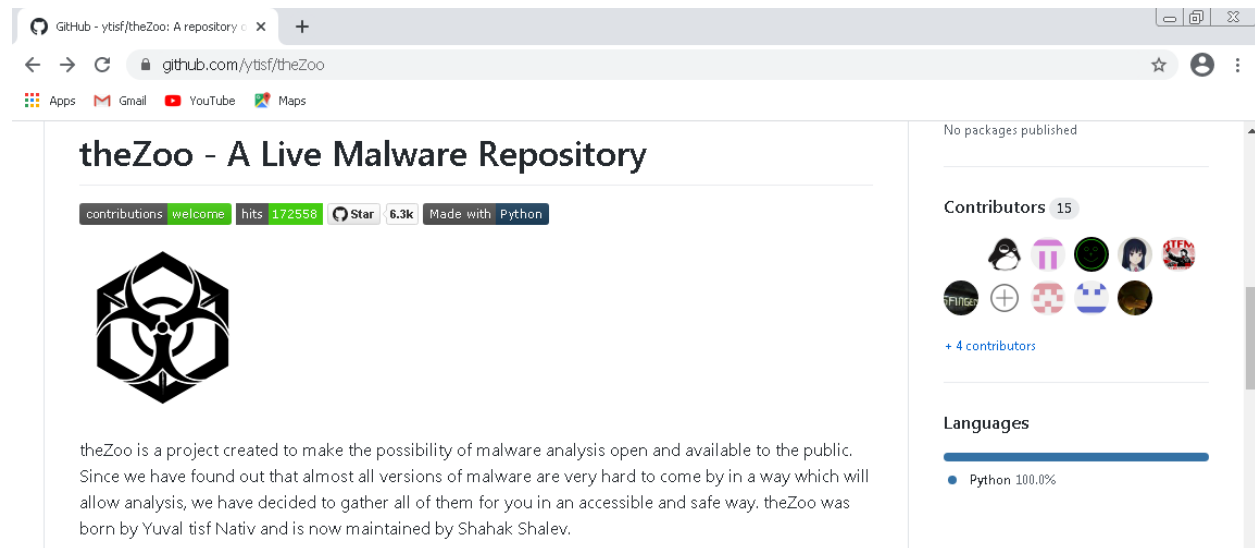 GitHub - ytisf/theZoo: A repository o
github.com/ytisf/theZoo
Apps Gmail YouTube Maps
theZoo - A Live Malware Repository
contributions welcome hits 172558 Star 6.3k Made with Python
theZoo is a project created to make the possibility of malware analysis open and available to the public.
Since we have found out that almost all versions of malware are very hard to come by in a way which will
allow analysis, we have decided to gather all of them for you in an accessible and safe way. theZoo was
born by Yuval tisf Nativ and is now maintained by Shahak Shalev.
No packages published
Contributors 15
+ 4 contributors
Languages
Python 100.0%